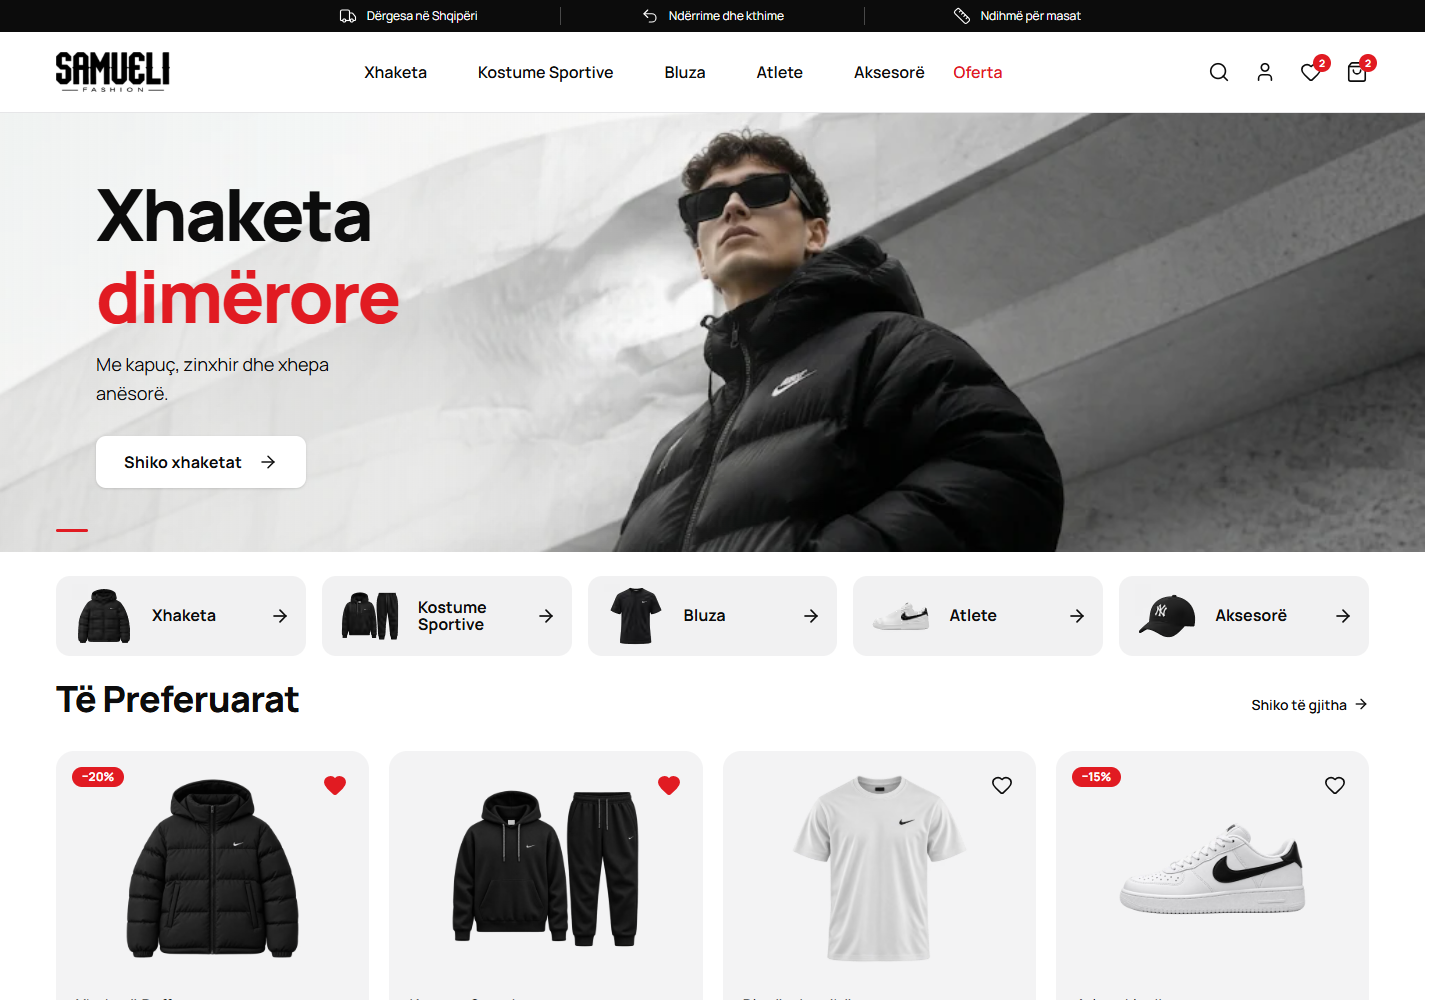 Dërgesa në Shqipëri
Ndërrime dhe kthime
Ndihmë për masat
SAMUELI
FASHION
Xhaketa
Kostume Sportive
Bluza
Atlete
Aksesorë
Oferta
2
2
Xhaketa
dimërore
Me kapuç, zinxhir dhe xhepa
anësorë.
Shiko xhaketat
Xhaketa
Kostume
Sportive
Bluza
Atlete
Aksesorë
Të Preferuarat
Shiko të gjitha
-20%
-15%